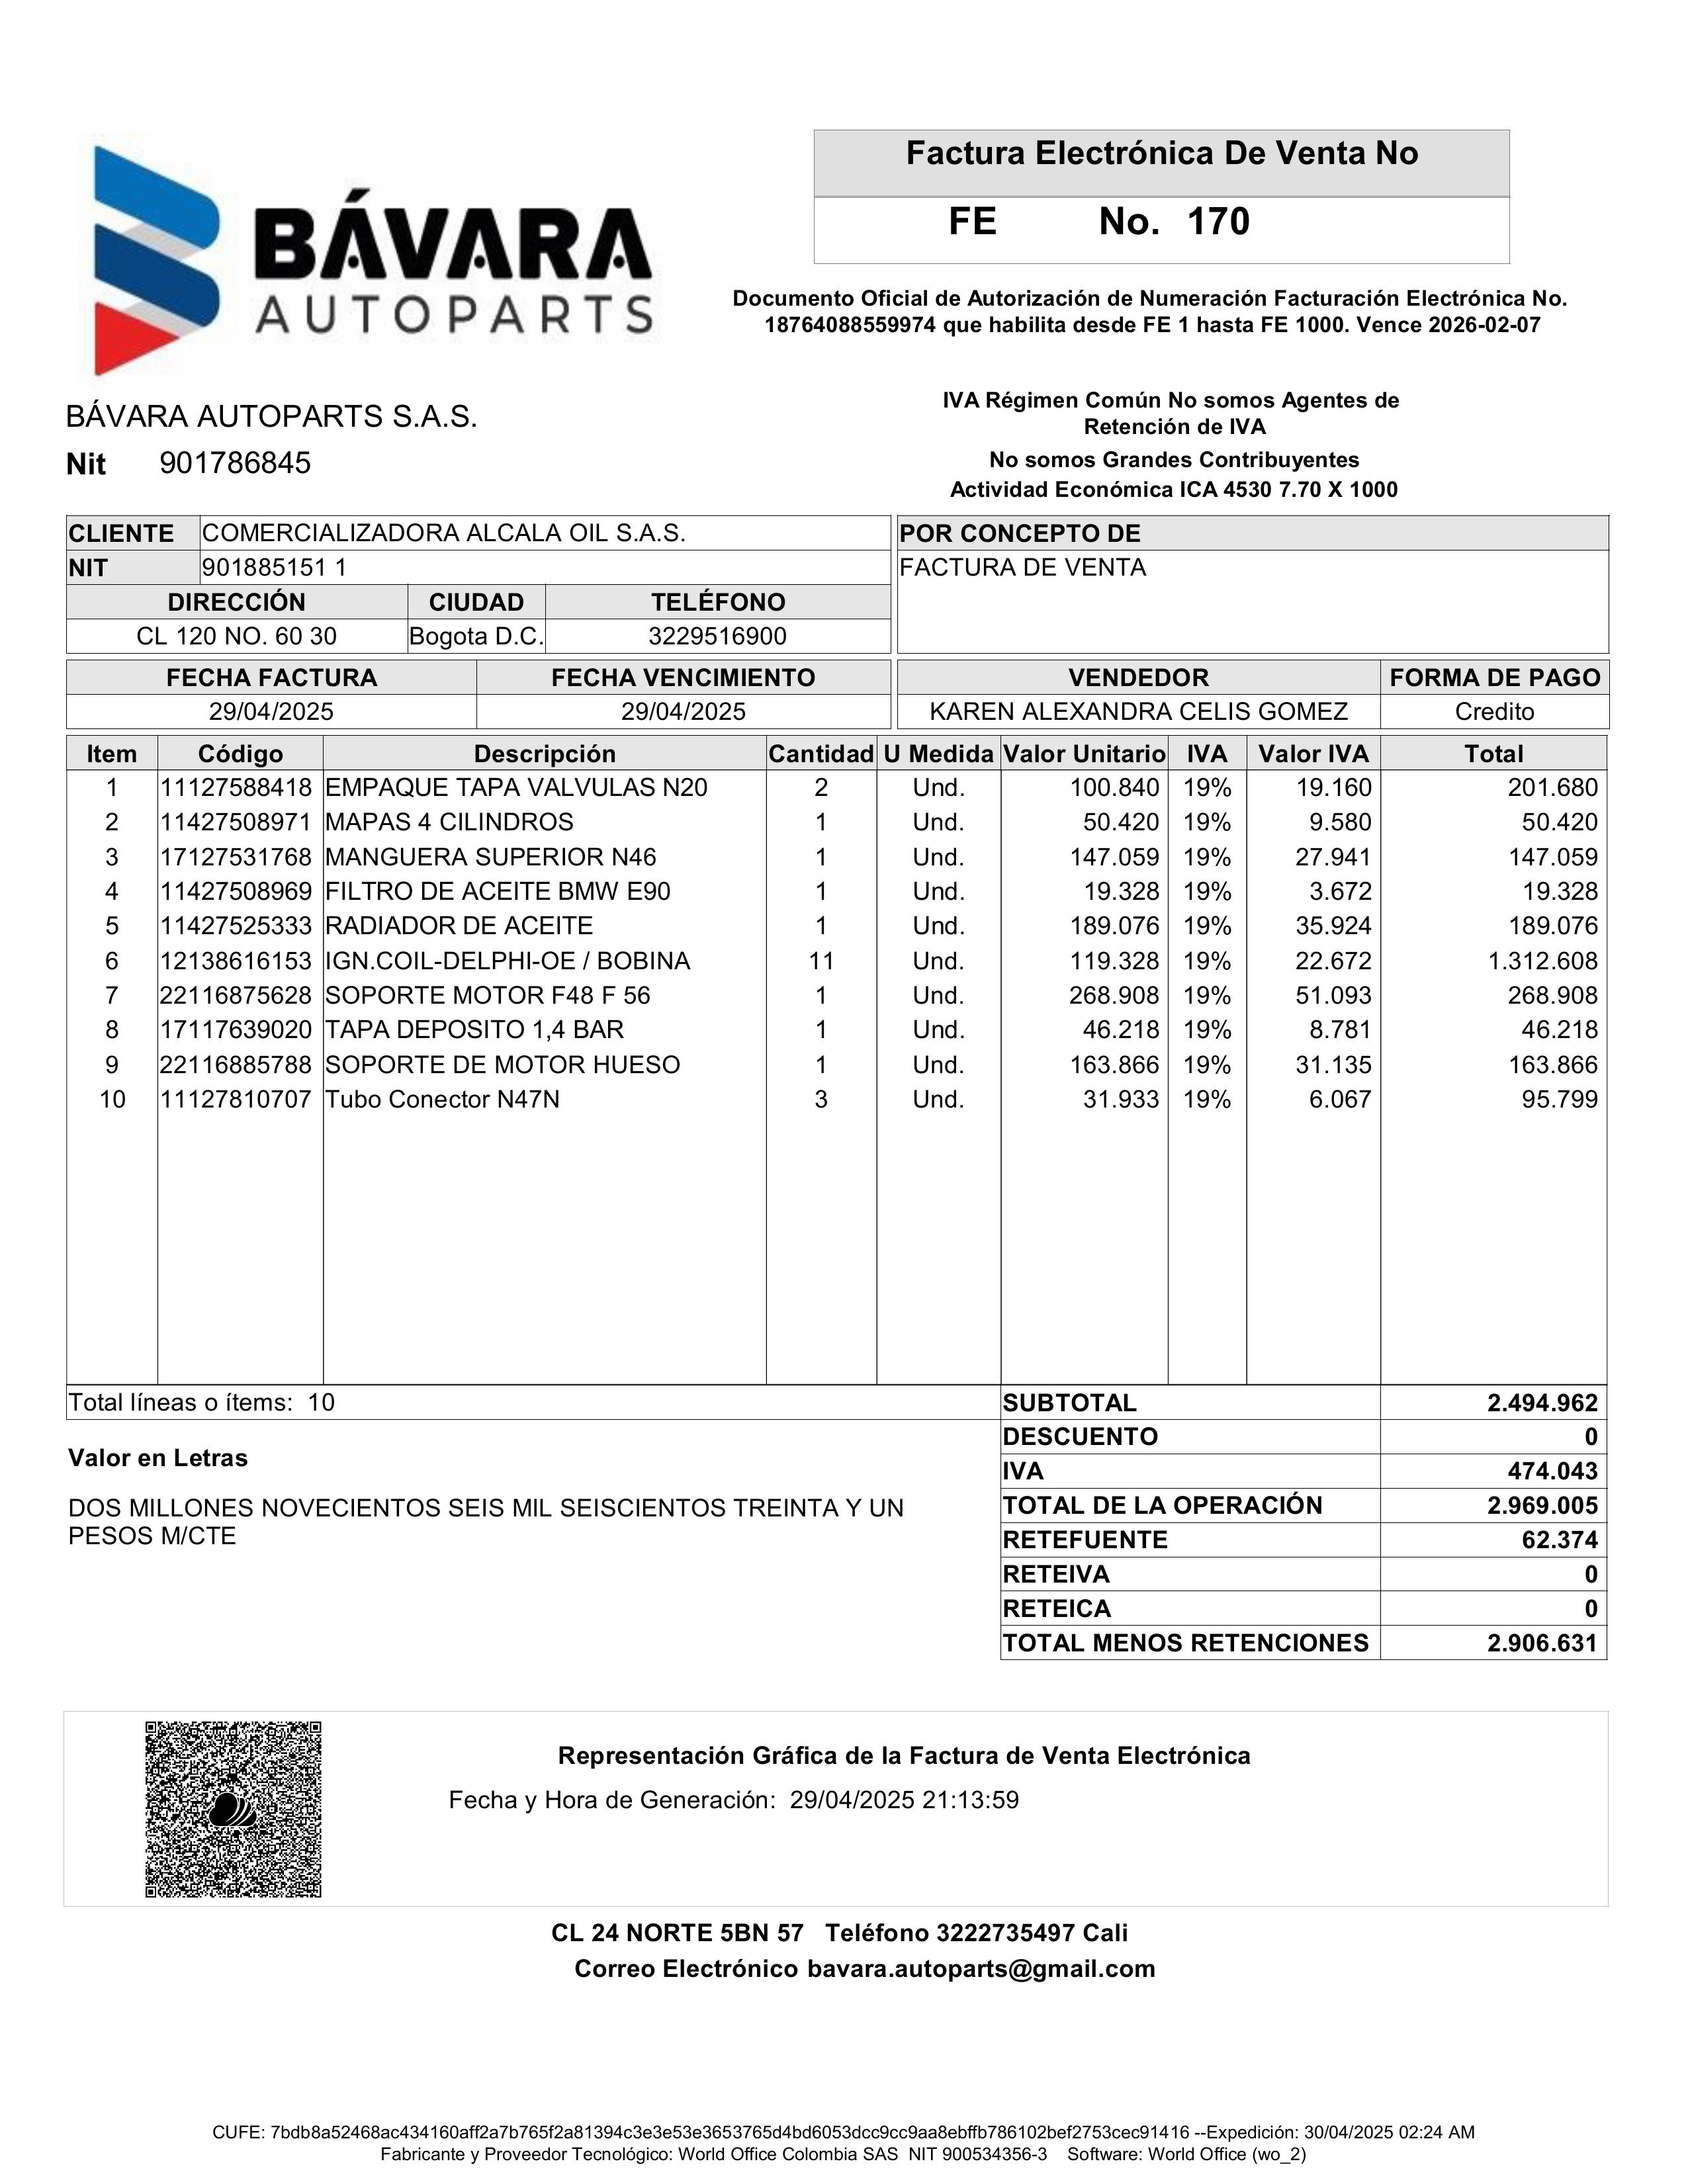 Factura Electrónica De Venta No
FE No. 170
BÁVARA
AUTOPARTS
Documento Oficial de Autorización de Numeración Facturación Electrónica No.
18764088559974 que habilita desde FE 1 hasta FE 1000. Vence 2026-02-07
BÁVARA AUTOPARTS S.A.S.
Nit 901786845
IVA Régimen Común No somos Agentes de
Retención de IVA
No somos Grandes Contribuyentes
Actividad Económica ICA 4530 7.70 X 1000
CLIENTE COMERCIALIZADORA ALCALA OIL S.A.S.
NIT 901885151 1
DIRECCIÓN CIUDAD TELÉFONO
CL 120 NO. 60 30 Bogota D.C. 3229516900
POR CONCEPTO DE
FACTURA DE VENTA
FECHA FACTURA FECHA VENCIMIENTO VENDEDOR FORMA DE PAGO
29/04/2025 29/04/2025 KAREN ALEXANDRA CELIS GOMEZ Credito
Item Código Descripción Cantidad U Medida Valor Unitario IVA Valor IVA Total
1 11127588418 EMPAQUE TAPA VALVULAS N20 2 Und. 100.840 19% 19.160 201.680
2 11427508971 MAPAS 4 CILINDROS 1 Und. 50.420 19% 9.580 50.420
3 17127531768 MANGUERA SUPERIOR N46 1 Und. 147.059 19% 27.941 147.059
4 11427508969 FILTRO DE ACEITE BMW E90 1 Und. 19.328 19% 3.672 19.328
5 11427525333 RADIADOR DE ACEITE 1 Und. 189.076 19% 35.924 189.076
6 12138616153 IGN.COIL-DELPHI-OE / BOBINA 11 Und. 119.328 19% 22.672 1.312.608
7 22116875628 SOPORTE MOTOR F48 F 56 1 Und. 268.908 19% 51.093 268.908
8 17117639020 TAPA DEPOSITO 1,4 BAR 1 Und. 46.218 19% 8.781 46.218
9 22116885788 SOPORTE DE MOTOR HUESO 1 Und. 163.866 19% 31.135 163.866
10 11127810707 Tubo Conector N47N 3 Und. 31.933 19% 6.067 95.799
Total líneas o ítems: 10
Valor en Letras
DOS MILLONES NOVECIENTOS SEIS MIL SEISCIENTOS TREINTA Y UN
PESOS M/CTE
SUBTOTAL 2.494.962
DESCUENTO 0
IVA 474.043
TOTAL DE LA OPERACIÓN 2.969.005
RETEFUENTE 62.374
RETEIVA 0
RETEICA 0
TOTAL MENOS RETENCIONES 2.906.631
Representación Gráfica de la Factura de Venta Electrónica
Fecha y Hora de Generación: 29/04/2025 21:13:59
CL 24 NORTE 5BN 57 Teléfono 3222735497 Cali
Correo Electrónico bavara.autoparts@gmail.com
CUFE: 7bdb8a52468ac434160aff2a7b765f2a81394c3e3e53e3653765d4bd6053dcc9cc9aa8ebffb786102bef2753cec91416 --Expedición: 30/04/2025 02:24 AM
Fabricante y Proveedor Tecnológico: World Office Colombia SAS NIT 900534356-3 Software: World Office (wo_2)